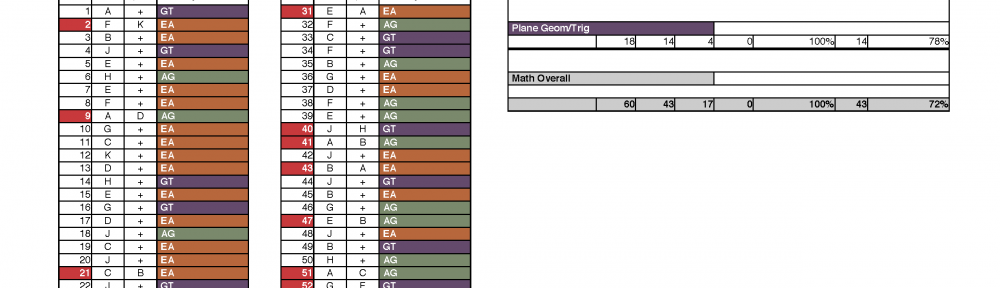 1 A + GT
2 F K EA
3 B + EA
4 J + GT
5 E + EA
6 H + AG
7 E + EA
8 F + EA
9 A D AG
10 G + EA
11 C + EA
12 K + EA
13 D + EA
14 H + GT
15 E + EA
16 G + GT
17 D + EA
18 J + AG
19 C + EA
20 J + EA
21 C B EA
22 J + GT
31 E A EA
32 F + AG
33 C + GT
34 F + GT
35 B + AG
36 G + EA
37 D + EA
38 F + AG
39 E + AG
40 J H GT
41 A B AG
42 J + EA
43 B A EA
44 J + GT
45 B + EA
46 G + AG
47 E B AG
48 J + EA
49 B + GT
50 H + AG
51 A C AG
52 G F GT
Plane Geom/Trig
18 14 4 0 100% 14 78%
Math Overall
60 43 17 0 100% 43 72%